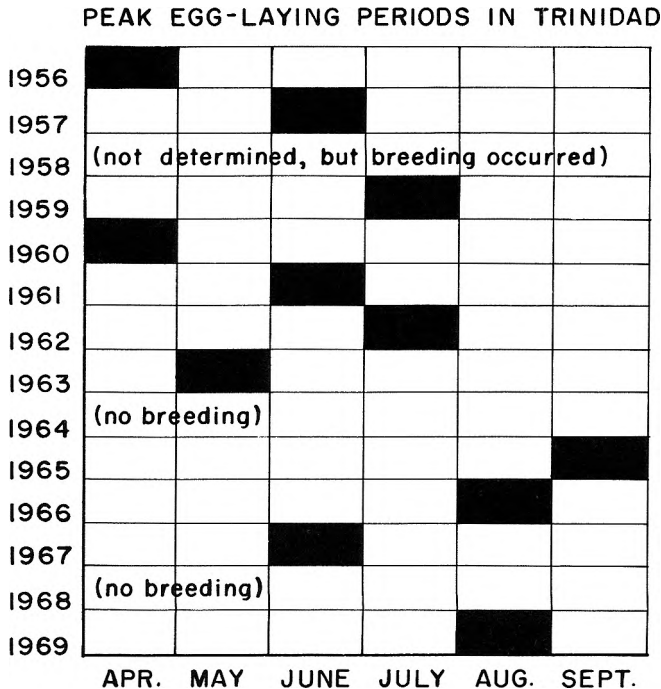 PEAK EGG-LAYING PERIODS IN TRINIDAD
1956
1957
1958 (not determined, but breeding occurred)
1959
1960
1961
1962
1963
1964 (no breeding)
1965
1966
1967
1968 (no breeding)
1969
APR. MAY JUNE JULY AUG. SEPT.